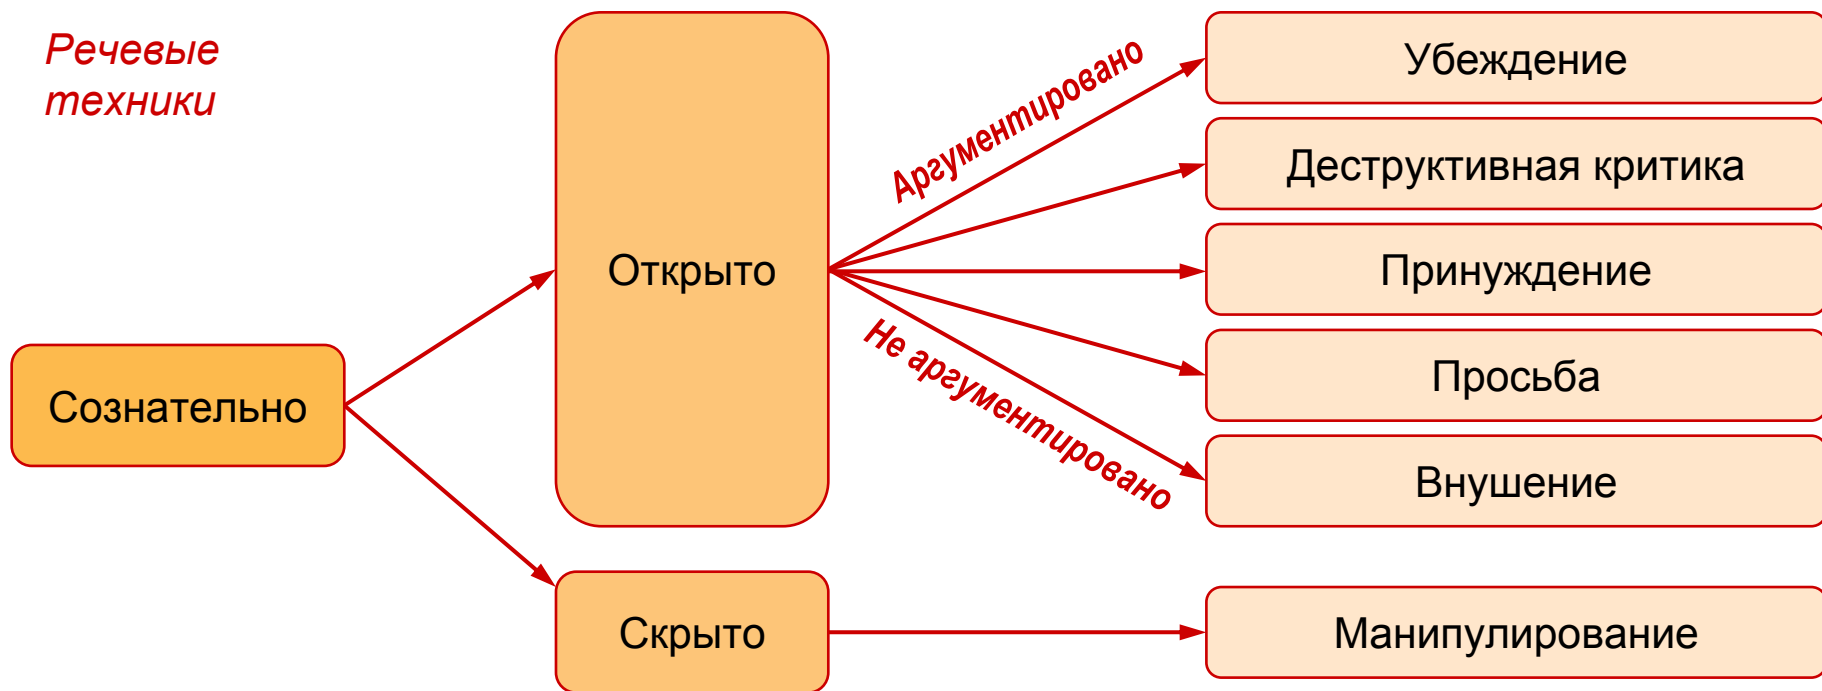 Речевые
техники
Открыто
Сознательно
Скрыто
Аргументировано
Не аргументировано
Убеждение
Деструктивная критика
Принуждение
Просьба
Внушение
Манипулирование